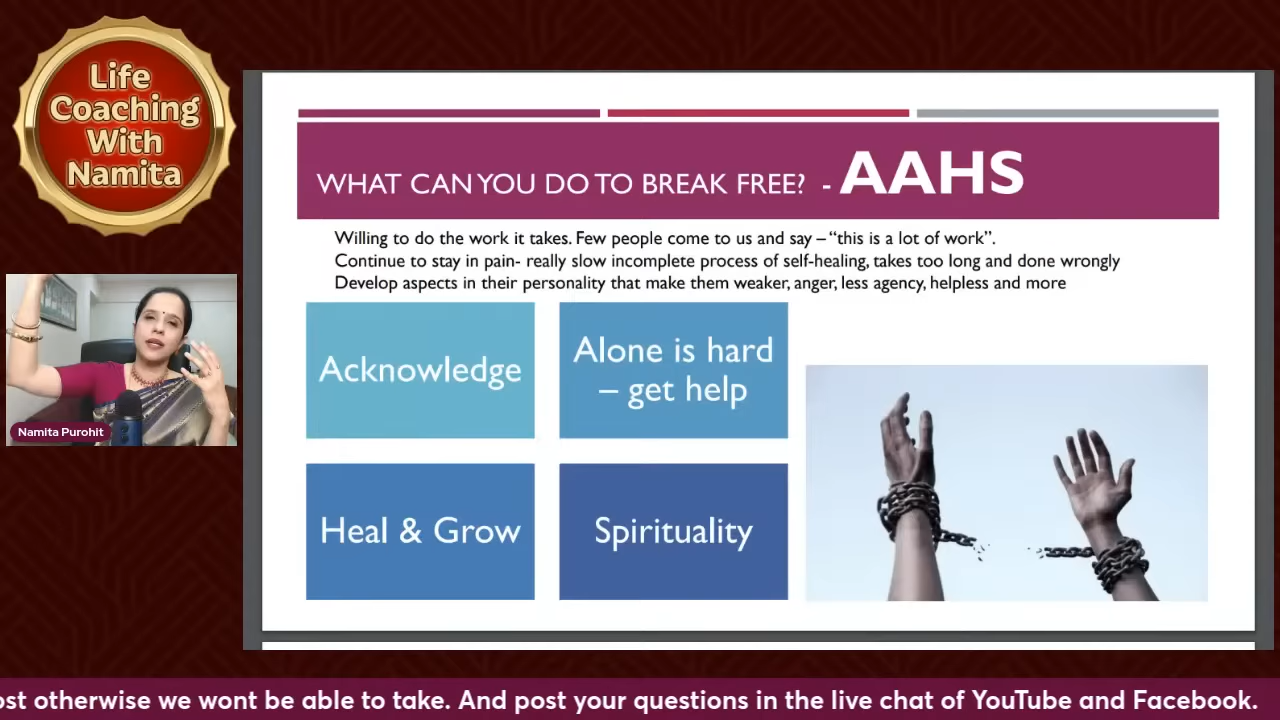 Life
Coaching
With
Namita
WHAT CAN YOU DO TO BREAK FREE? - AAHS
Willing to do the work it takes. Few people come to us and say – “this is a lot of work”.
Continue to stay in pain- really slow incomplete process of self-healing, takes too long and done wrongly
Develop aspects in their personality that make them weaker, anger, less agency, helpless and more
Acknowledge
Alone is hard
– get help
Heal & Grow
Spirituality
Namita Purohit
ost otherwise we wont be able to take. And post your questions in the live chat of YouTube and Facebook.